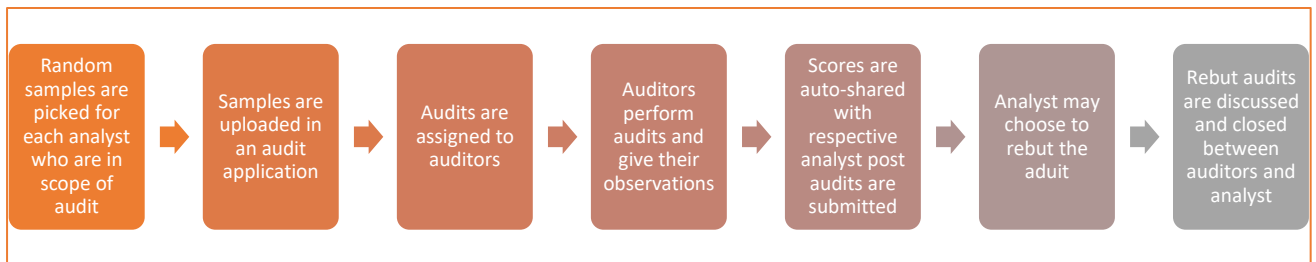 Random
samples are
picked for
each analyst
who are in
scope of
audit
Samples are
uploaded in
an audit
application
Audits are
assigned to
auditors
Auditors
perform
audits and
give their
observations
Scores are
auto-shared
with
respective
analyst post
audits are
submitted
Analyst may
choose to
rebut the
aduit
Rebut audits
are discussed
and closed
between
auditors and
analyst